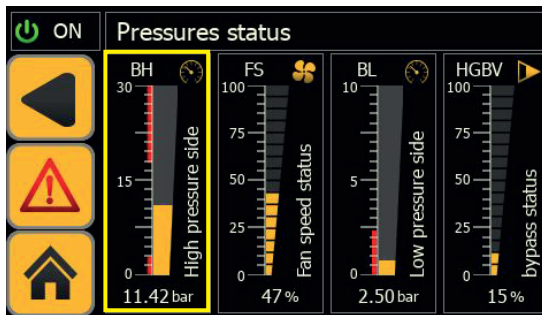 ON
Pressures status
BH
30
15
0
High pressure side
11.42 bar
FS
100
75
50
25
0
Fan speed status
47 %
BL
10
5
0
Low pressure side
2.50 bar
HGBV
100
75
50
25
0
bypass status
15 %